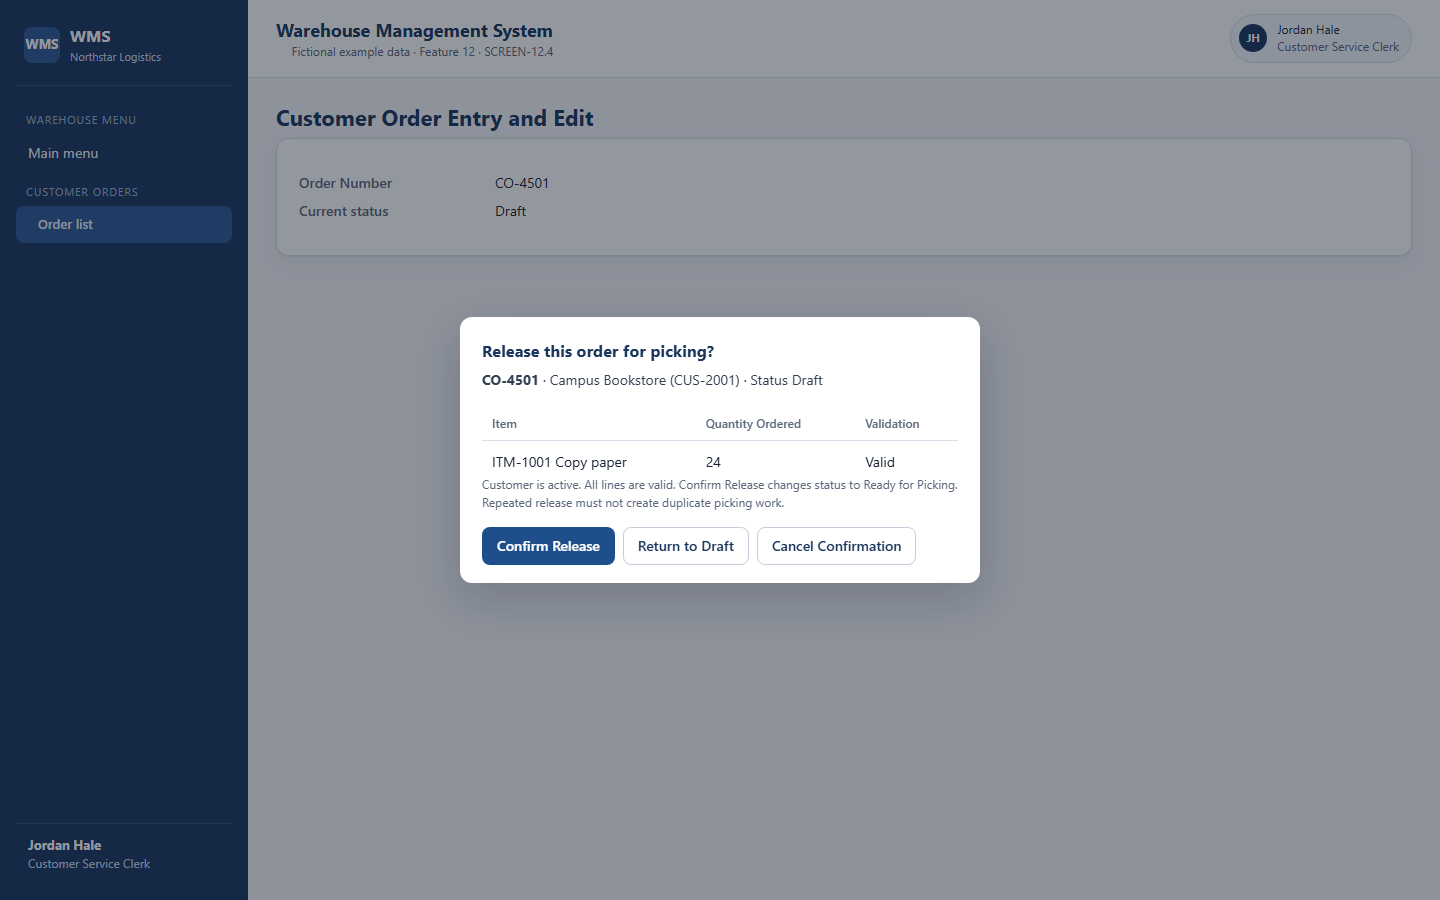 WMS
WMS
Northstar Logistics
WAREHOUSE MENU
Main menu
CUSTOMER ORDERS
Order list
Jordan Hale
Customer Service Clerk
Warehouse Management System
Fictional example data · Feature 12 · SCREEN-12.4
JH
Jordan Hale
Customer Service Clerk
Customer Order Entry and Edit
Order Number CO-4501
Current status Draft
Release this order for picking?
CO-4501 · Campus Bookstore (CUS-2001) · Status Draft
Item Quantity Ordered Validation
ITM-1001 Copy paper 24 Valid
Customer is active. All lines are valid. Confirm Release changes status to Ready for Picking.
Repeated release must not create duplicate picking work.
Confirm Release Return to Draft Cancel Confirmation